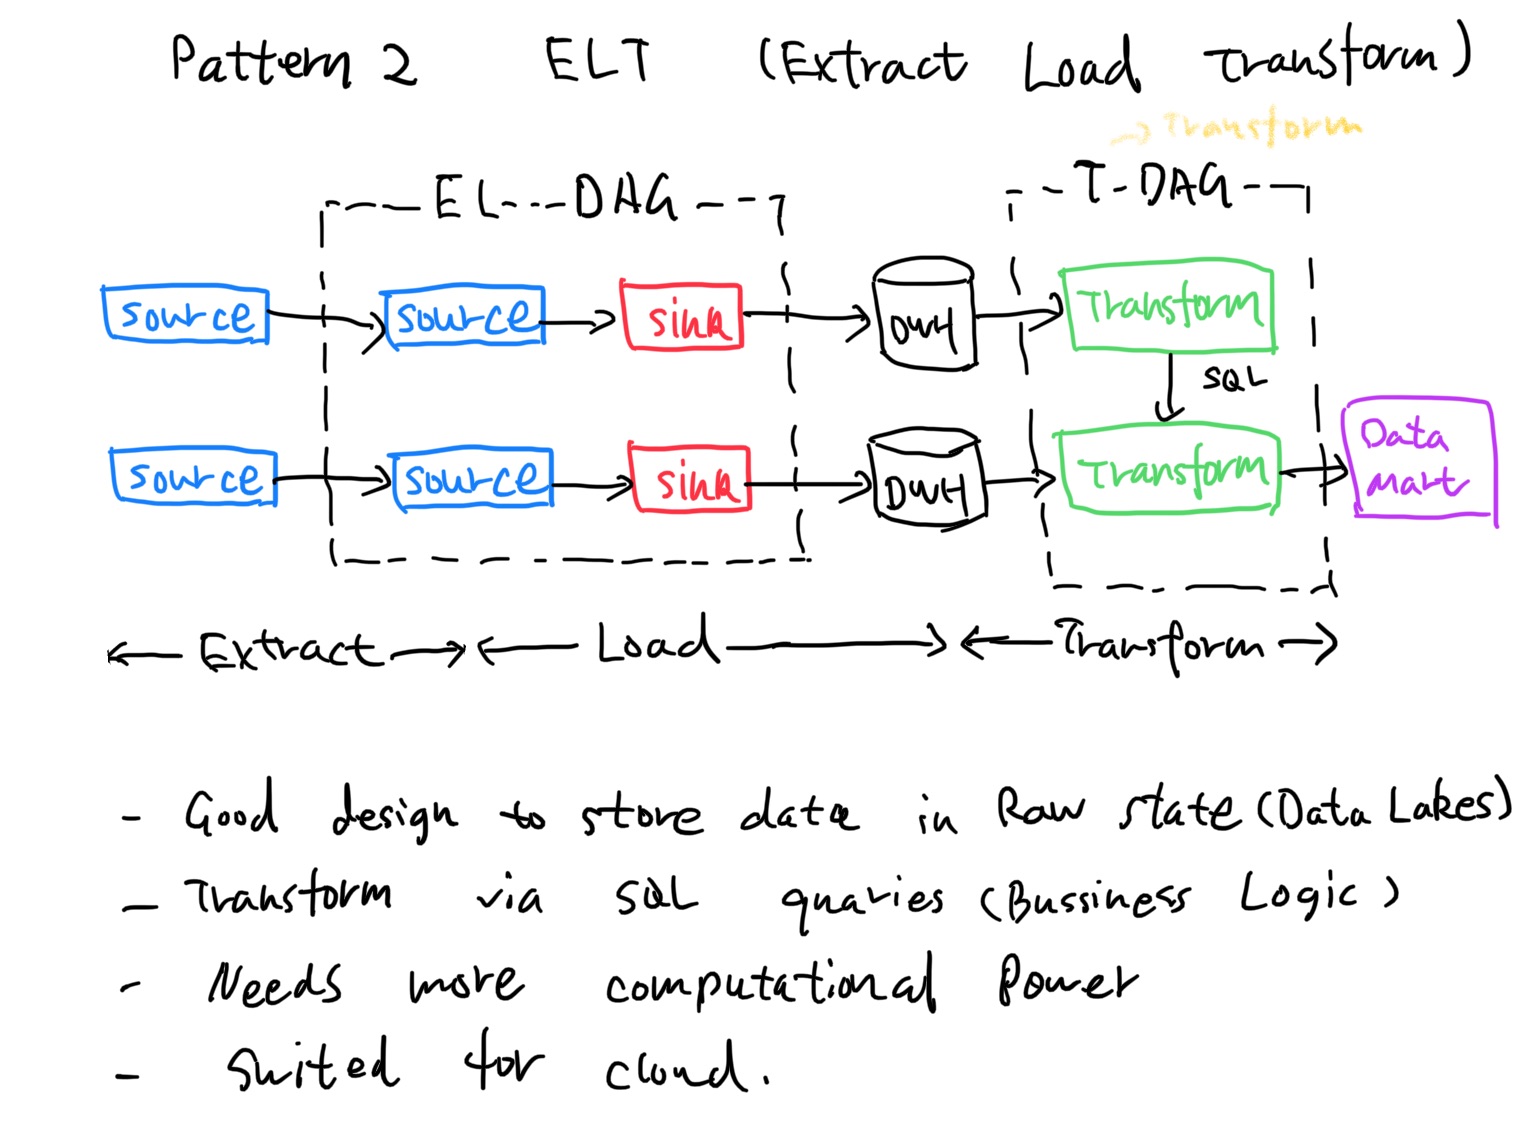 Pattern 2 ELT (Extract Load Transform)
→ Transform
EL DAG
T-DAG
source source sink DWH Transform
SQL
source source sink DWH Transform
Data
mart
Extract Load Transform
- Good design to store data in Raw state (Data Lakes)
- Transform via SQL quaries (Bussiness Logic)
- Needs more computational Power
- Suited for cloud.